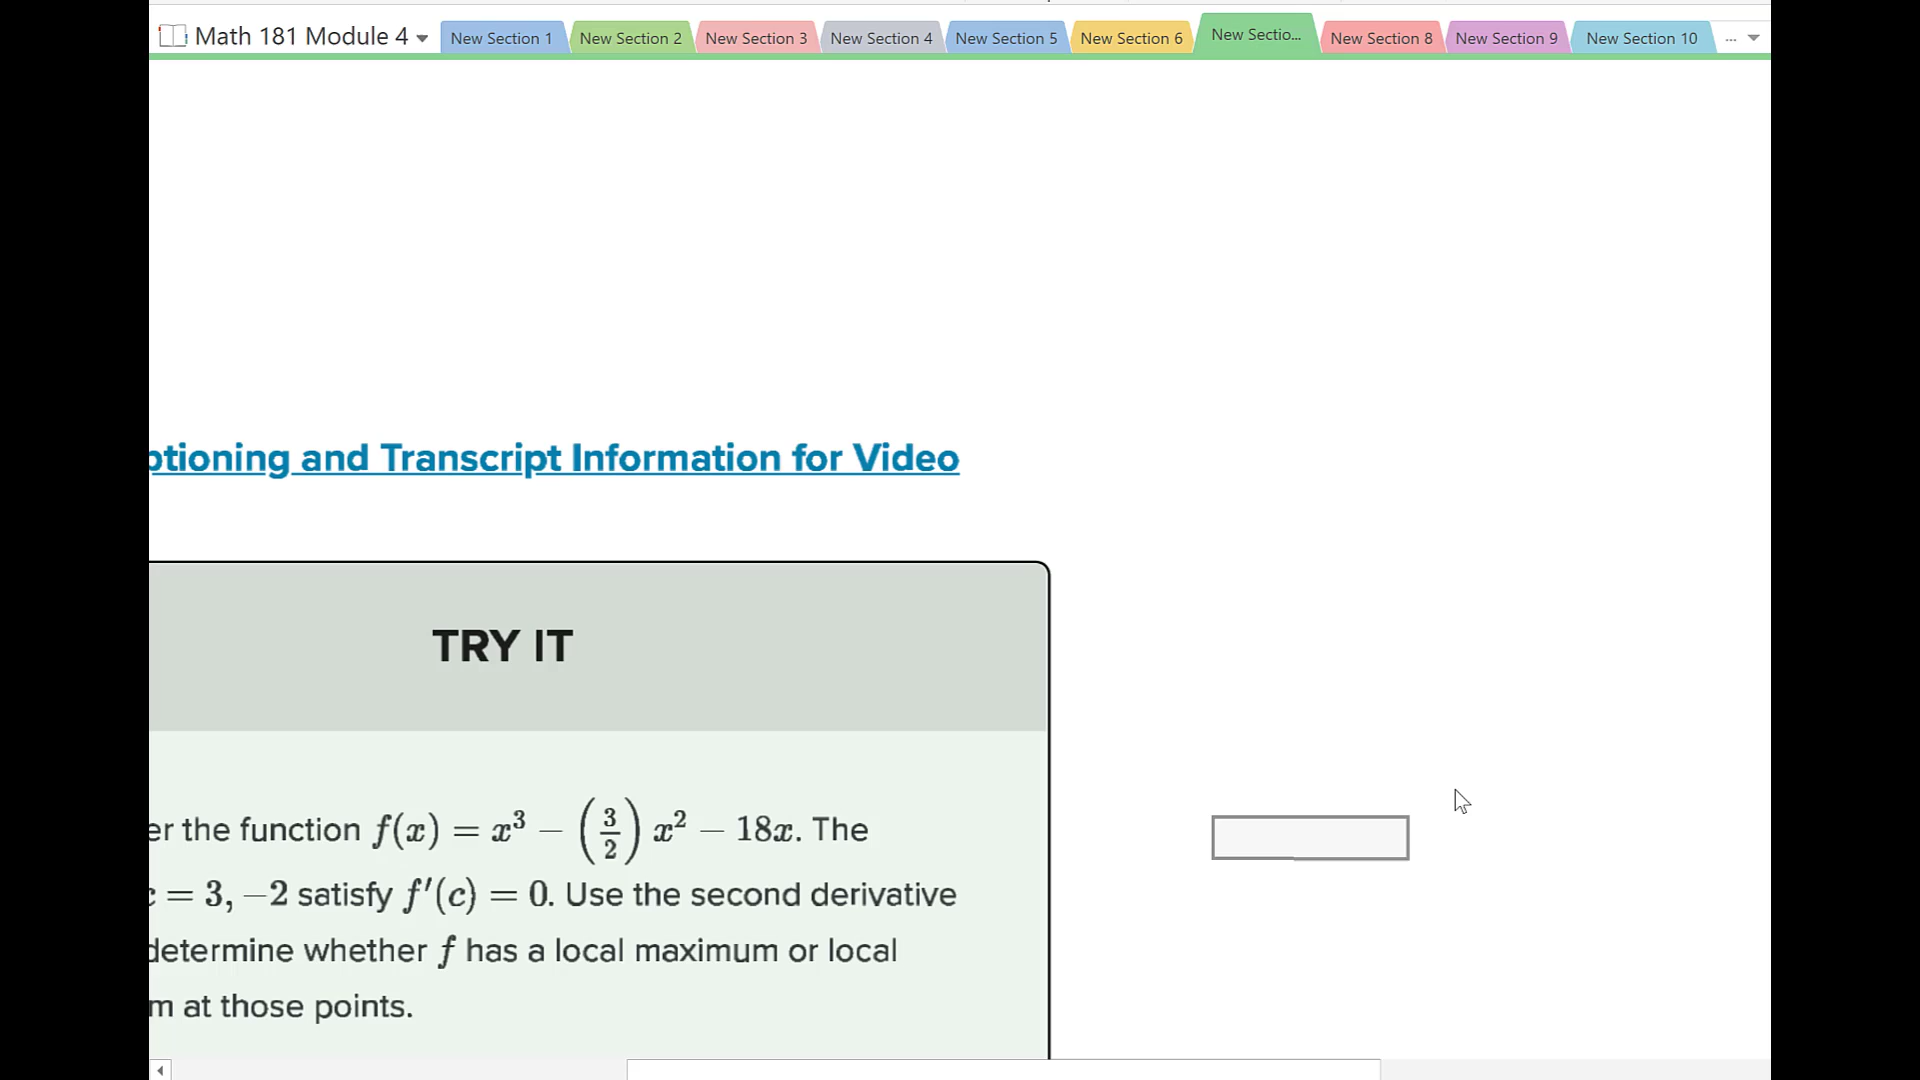 Math 181 Module 4 New Section 1 New Section 2 New Section 3 New Section 4 New Section 5 New Section 6 New Sectio... New Section 8 New Section 9 New Section 10 ...
ptioning and Transcript Information for Video
TRY IT
er the function f(x) = x³ − (3/2) x² − 18x. The
c = 3, −2 satisfy f′(c) = 0. Use the second derivative
determine whether f has a local maximum or local
m at those points.